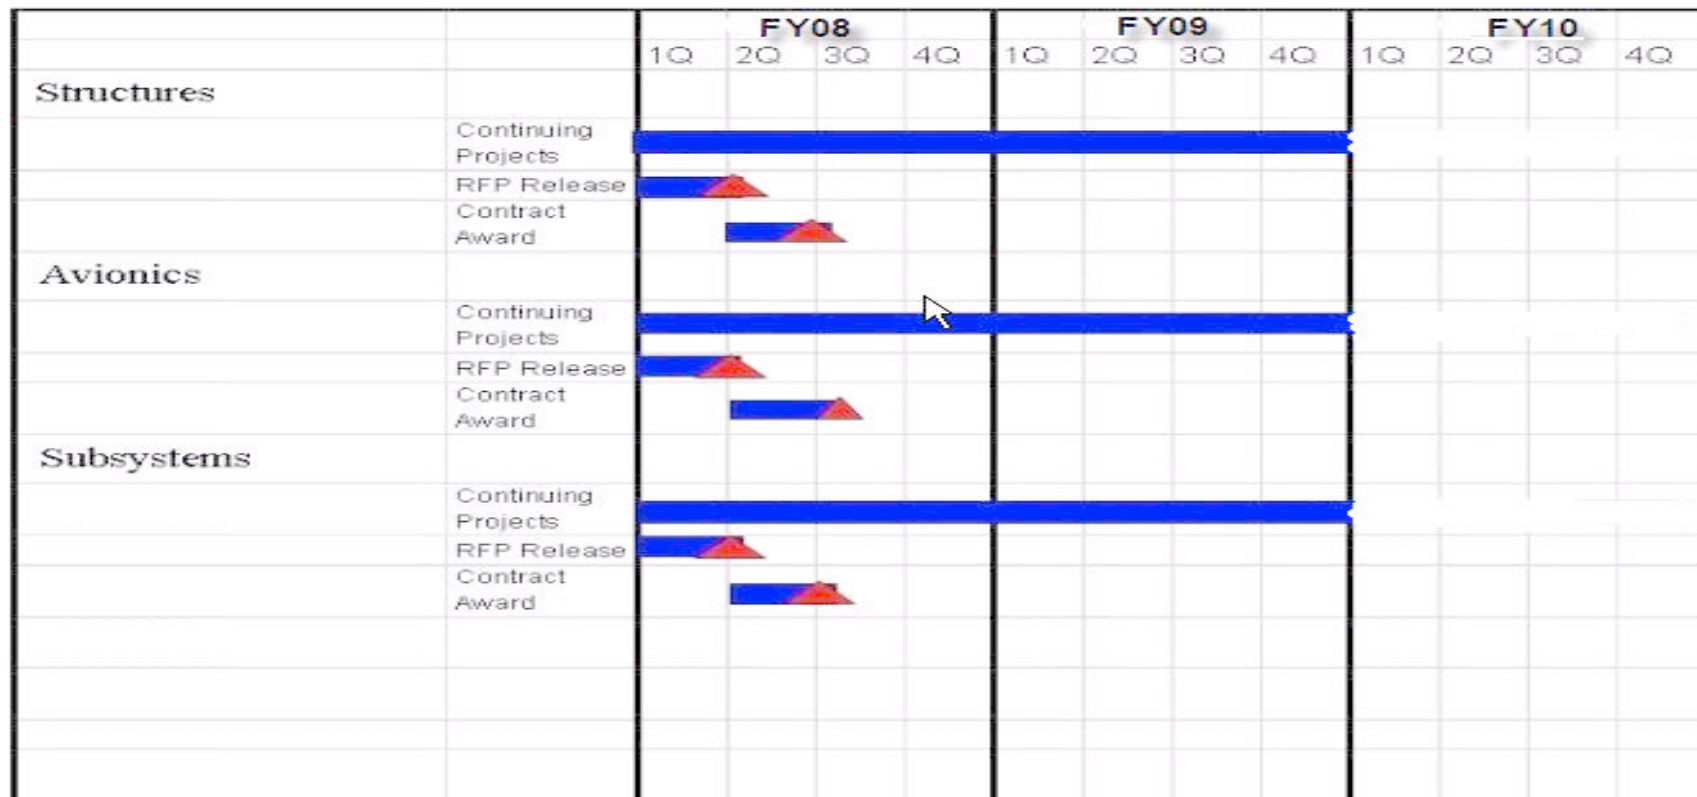 FY08 FY09 FY10
1Q 2Q 3Q 4Q 1Q 2Q 3Q 4Q 1Q 2Q 3Q 4Q
Structures
Continuing
Projects
RFP Release
Contract
Award
Avionics
Continuing
Projects
RFP Release
Contract
Award
Subsystems
Continuing
Projects
RFP Release
Contract
Award